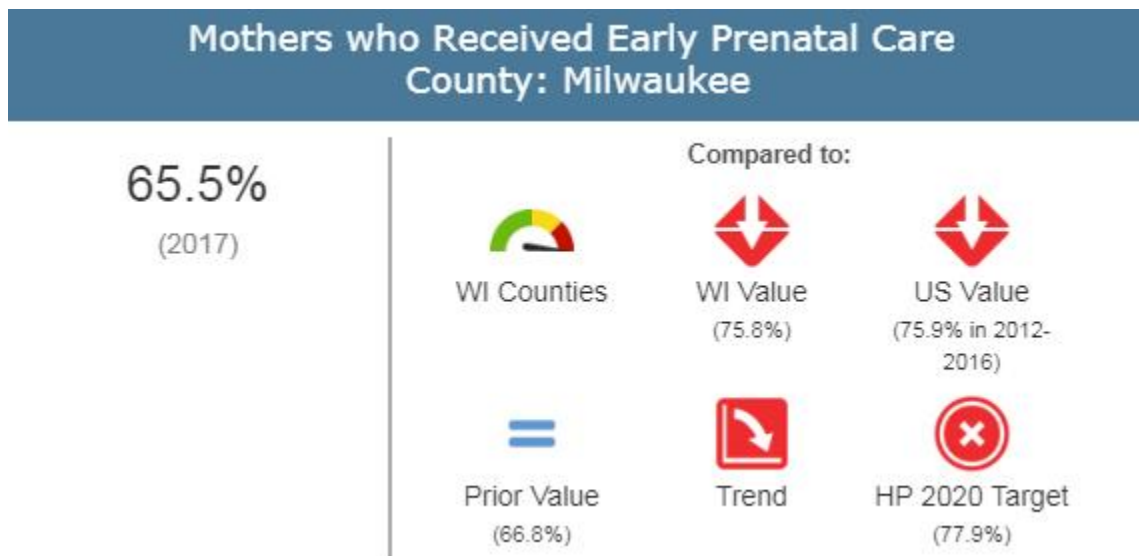 Mothers who Received Early Prenatal Care
County: Milwaukee
65.5%
(2017)
Compared to:
WI Counties
WI Value
(75.8%)
US Value
(75.9% in 2012-
2016)
Prior Value
(66.8%)
Trend
HP 2020 Target
(77.9%)